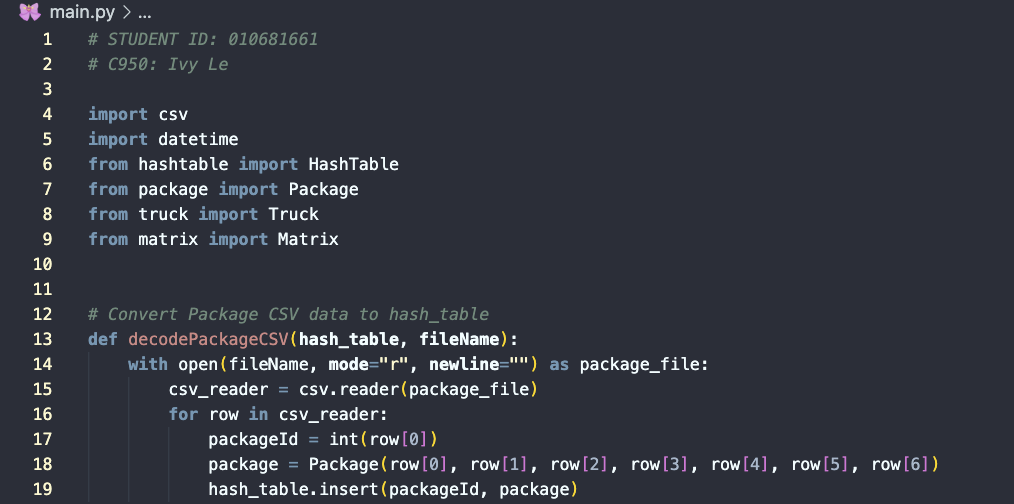 main.py > ...
1 # STUDENT ID: 010681661
2 # C950: Ivy Le
3
4 import csv
5 import datetime
6 from hashtable import HashTable
7 from package import Package
8 from truck import Truck
9 from matrix import Matrix
10
11
12 # Convert Package CSV data to hash_table
13 def decodePackageCSV(hash_table, fileName):
14     with open(fileName, mode="r", newline="") as package_file:
15         csv_reader = csv.reader(package_file)
16         for row in csv_reader:
17             packageId = int(row[0])
18             package = Package(row[0], row[1], row[2], row[3], row[4], row[5], row[6])
19             hash_table.insert(packageId, package)